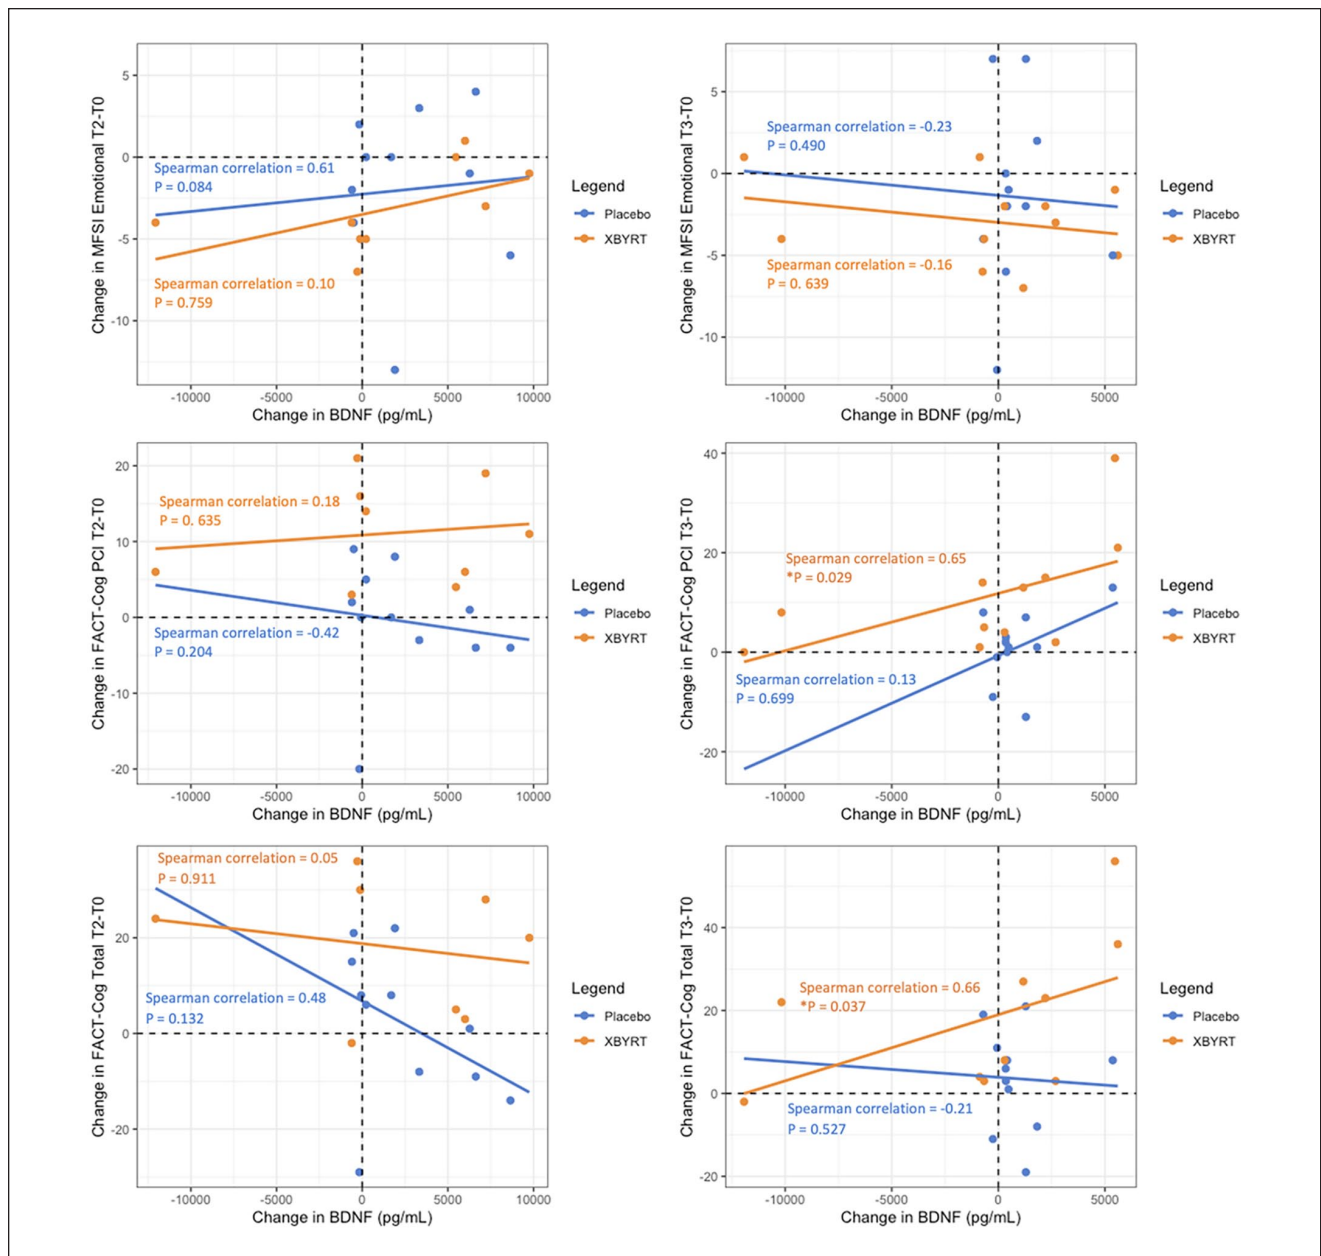 Change in MFSI Emotional T2-T0
5
0
-5
-10
Spearman correlation = 0.61
P = 0.084
Spearman correlation = 0.10
P = 0.759
-10000 -5000 0 5000 10000
Change in BDNF (pg/mL)
Legend
Placebo
XBYRT
Change in MFSI Emotional T3-T0
5
0
-5
-10
Spearman correlation = -0.23
P = 0.490
Spearman correlation = -0.16
P = 0. 639
-10000 -5000 0 5000
Change in BDNF (pg/mL)
Legend
Placebo
XBYRT
Change in FACT-Cog PCI T2-T0
20
10
0
-10
-20
Spearman correlation = 0.18
P = 0. 635
Spearman correlation = -0.42
P = 0.204
-10000 -5000 0 5000 10000
Change in BDNF (pg/mL)
Legend
Placebo
XBYRT
Change in FACT-Cog PCI T3-T0
40
20
0
-20
Spearman correlation = 0.65
*P = 0.029
Spearman correlation = 0.13
P = 0.699
-10000 -5000 0 5000
Change in BDNF (pg/mL)
Legend
Placebo
XBYRT
Change in FACT-Cog Total T2-T0
20
0
-20
Spearman correlation = 0.05
P = 0.911
Spearman correlation = 0.48
P = 0.132
-10000 -5000 0 5000 10000
Change in BDNF (pg/mL)
Legend
Placebo
XBYRT
Change in FACT-Cog Total T3-T0
40
20
0
-20
Spearman correlation = 0.66
*P = 0.037
Spearman correlation = -0.21
P = 0.527
-10000 -5000 0 5000
Change in BDNF (pg/mL)
Legend
Placebo
XBYRT